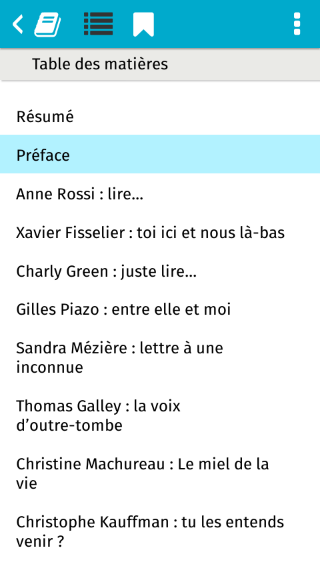 Table des matières
Résumé
Préface
Anne Rossi : lire...
Xavier Fisselier : toi ici et nous là-bas
Charly Green : juste lire...
Gilles Piazo : entre elle et moi
Sandra Mézière : lettre à une
inconnue
Thomas Galley : la voix
d’outre-tombe
Christine Machureau : Le miel de la
vie
Christophe Kauffman : tu les entends
venir ?